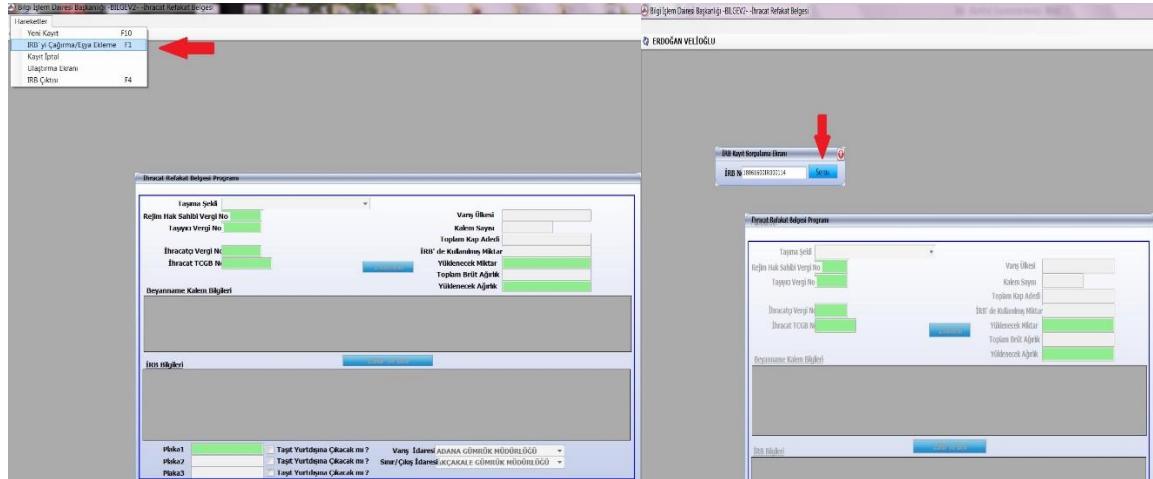 Bilgi İşlem Dairesi Başkanlığı -BILGEV2- -İhracat Refakat Belgesi
Hareketler
Yeni Kayıt F10
IRB'yi Çağırma/Eşya Ekleme F1
Kayıt İptal
Ulaştırma Ekranı
IRB Çıktısı F4
İhracat Refakat Belgesi Programı
Taşıma Şekli
Rejim Hak Sahibi Vergi No
Taşıyıcı Vergi No
İhracatçı Vergi No
İhracat TCGB N
Varış Ülkesi
Kalem Sayısı
Toplam Kap Adedi
İRB' de Kullanılmış Miktar
Yüklenecek Miktar
Toplam Brüt Ağırlık
Yüklenecek Ağırlık
Beyanname Kalem Bilgileri
İRB Bilgileri
Plaka1 Taşıt Yurtdışına Çıkacak mı ? Varış İdaresi ADANA GÜMRÜK MÜDÜRLÜĞÜ
Plaka2 Taşıt Yurtdışına Çıkacak mı ? Sınır/Çıkış İdaresi AKÇAKALE GÜMRÜK MÜDÜRLÜĞÜ
Plaka3 Taşıt Yurtdışına Çıkacak mı ?
Bilgi İşlem Dairesi Başkanlığı -BILGEV2- -İhracat Refakat Belgesi
ERDOĞAN VELİOĞLU
İRB Kayıt Sorgulama Ekranı
İRB N
İhracat Refakat Belgesi Programı
Taşıma Şekli
Rejim Hak Sahibi Vergi No
Taşıyıcı Vergi No
İhracatçı Vergi N
İhracat TCGB N
Varış Ülkesi
Kalem Sayısı
Toplam Kap Adedi
İRB' de Kullanılmış Miktar
Yüklenecek Miktar
Toplam Brüt Ağırlık
Yüklenecek Ağırlık
Beyanname Kalem Bilgileri
İRB Bilgileri